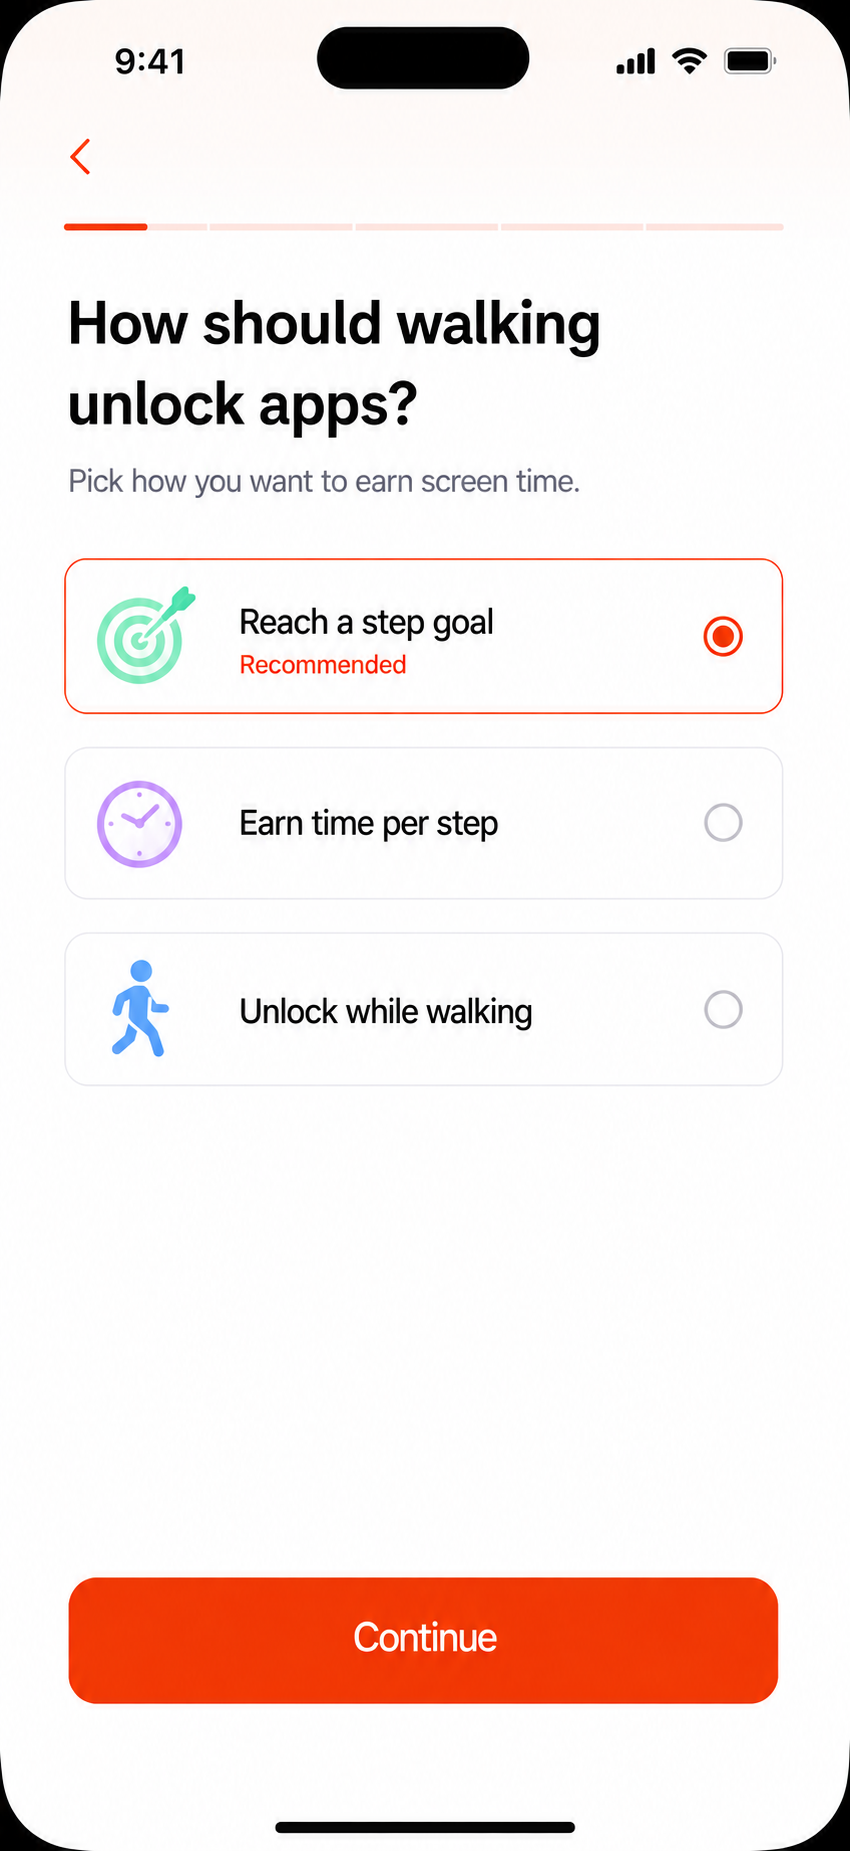 9:41
How should walking
unlock apps?
Pick how you want to earn screen time.
Reach a step goal
Recommended
Earn time per step
Unlock while walking
Continue